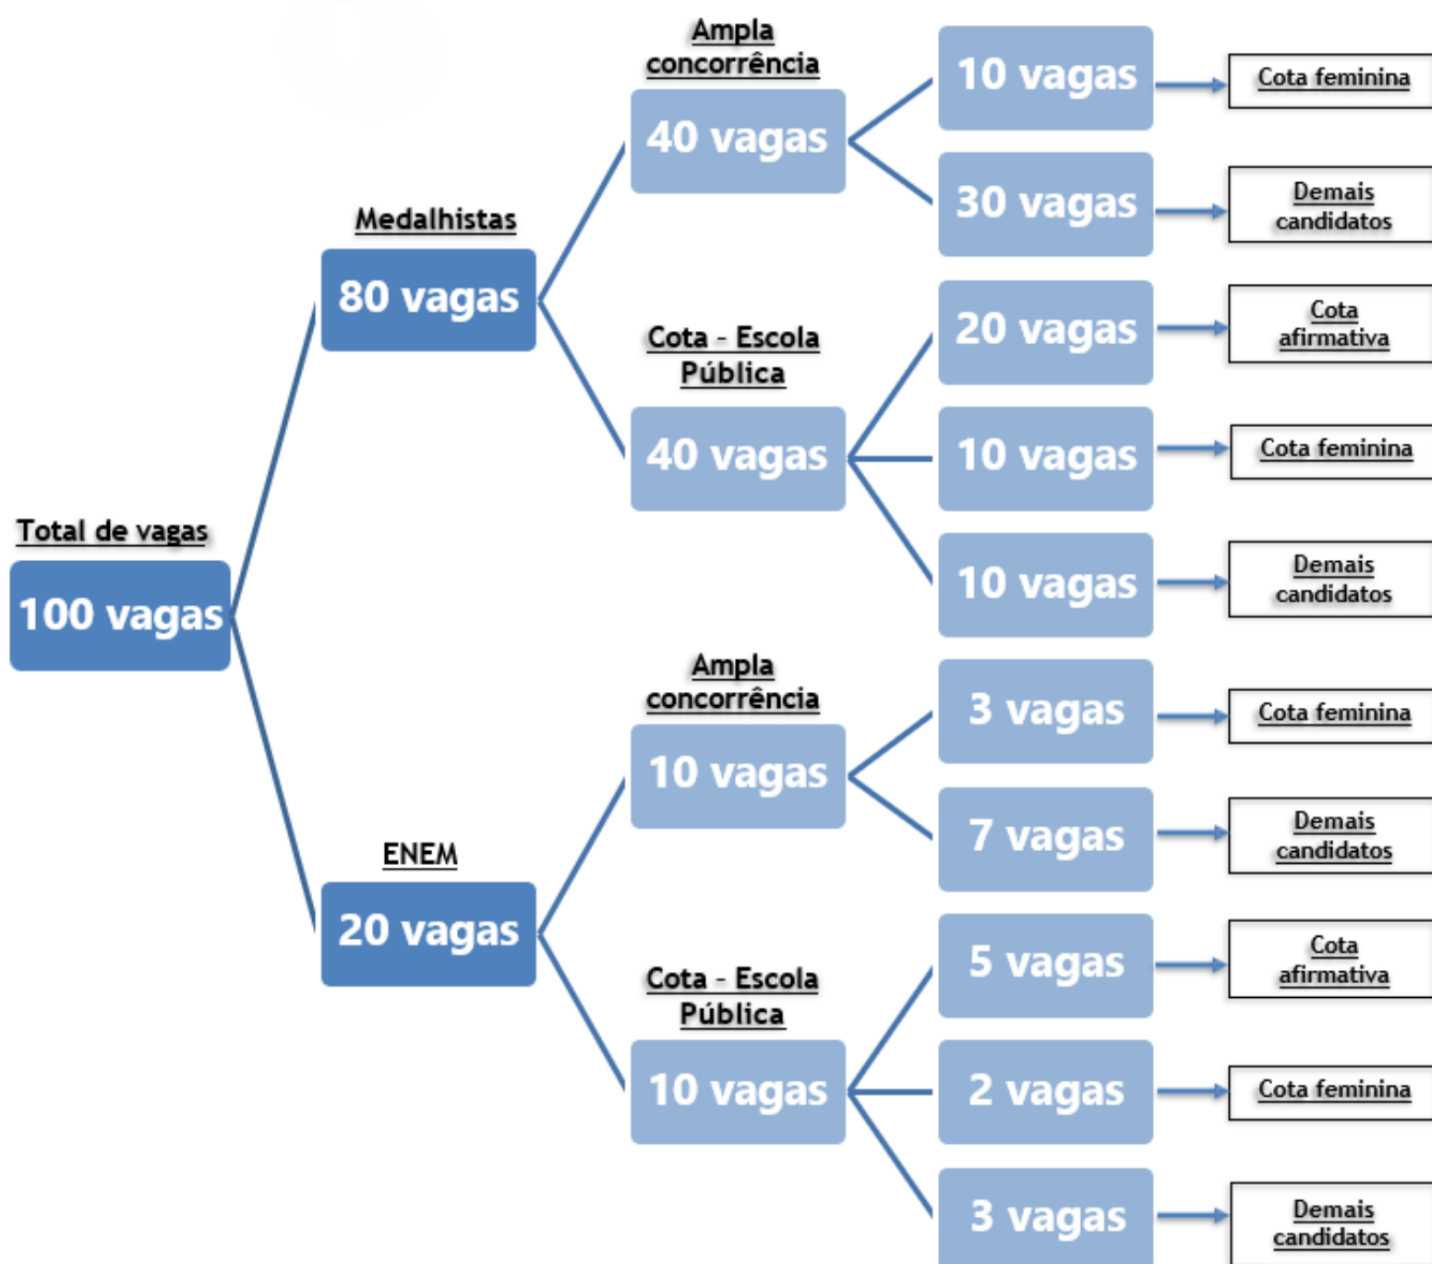 Total de vagas
100 vagas
Medalhistas
80 vagas
Ampla
concorrência
40 vagas
10 vagas
Cota feminina
30 vagas
Demais
candidatos
Cota – Escola
Pública
40 vagas
20 vagas
Cota
afirmativa
10 vagas
Cota feminina
10 vagas
Demais
candidatos
ENEM
20 vagas
Ampla
concorrência
10 vagas
3 vagas
Cota feminina
7 vagas
Demais
candidatos
Cota – Escola
Pública
10 vagas
5 vagas
Cota
afirmativa
2 vagas
Cota feminina
3 vagas
Demais
candidatos